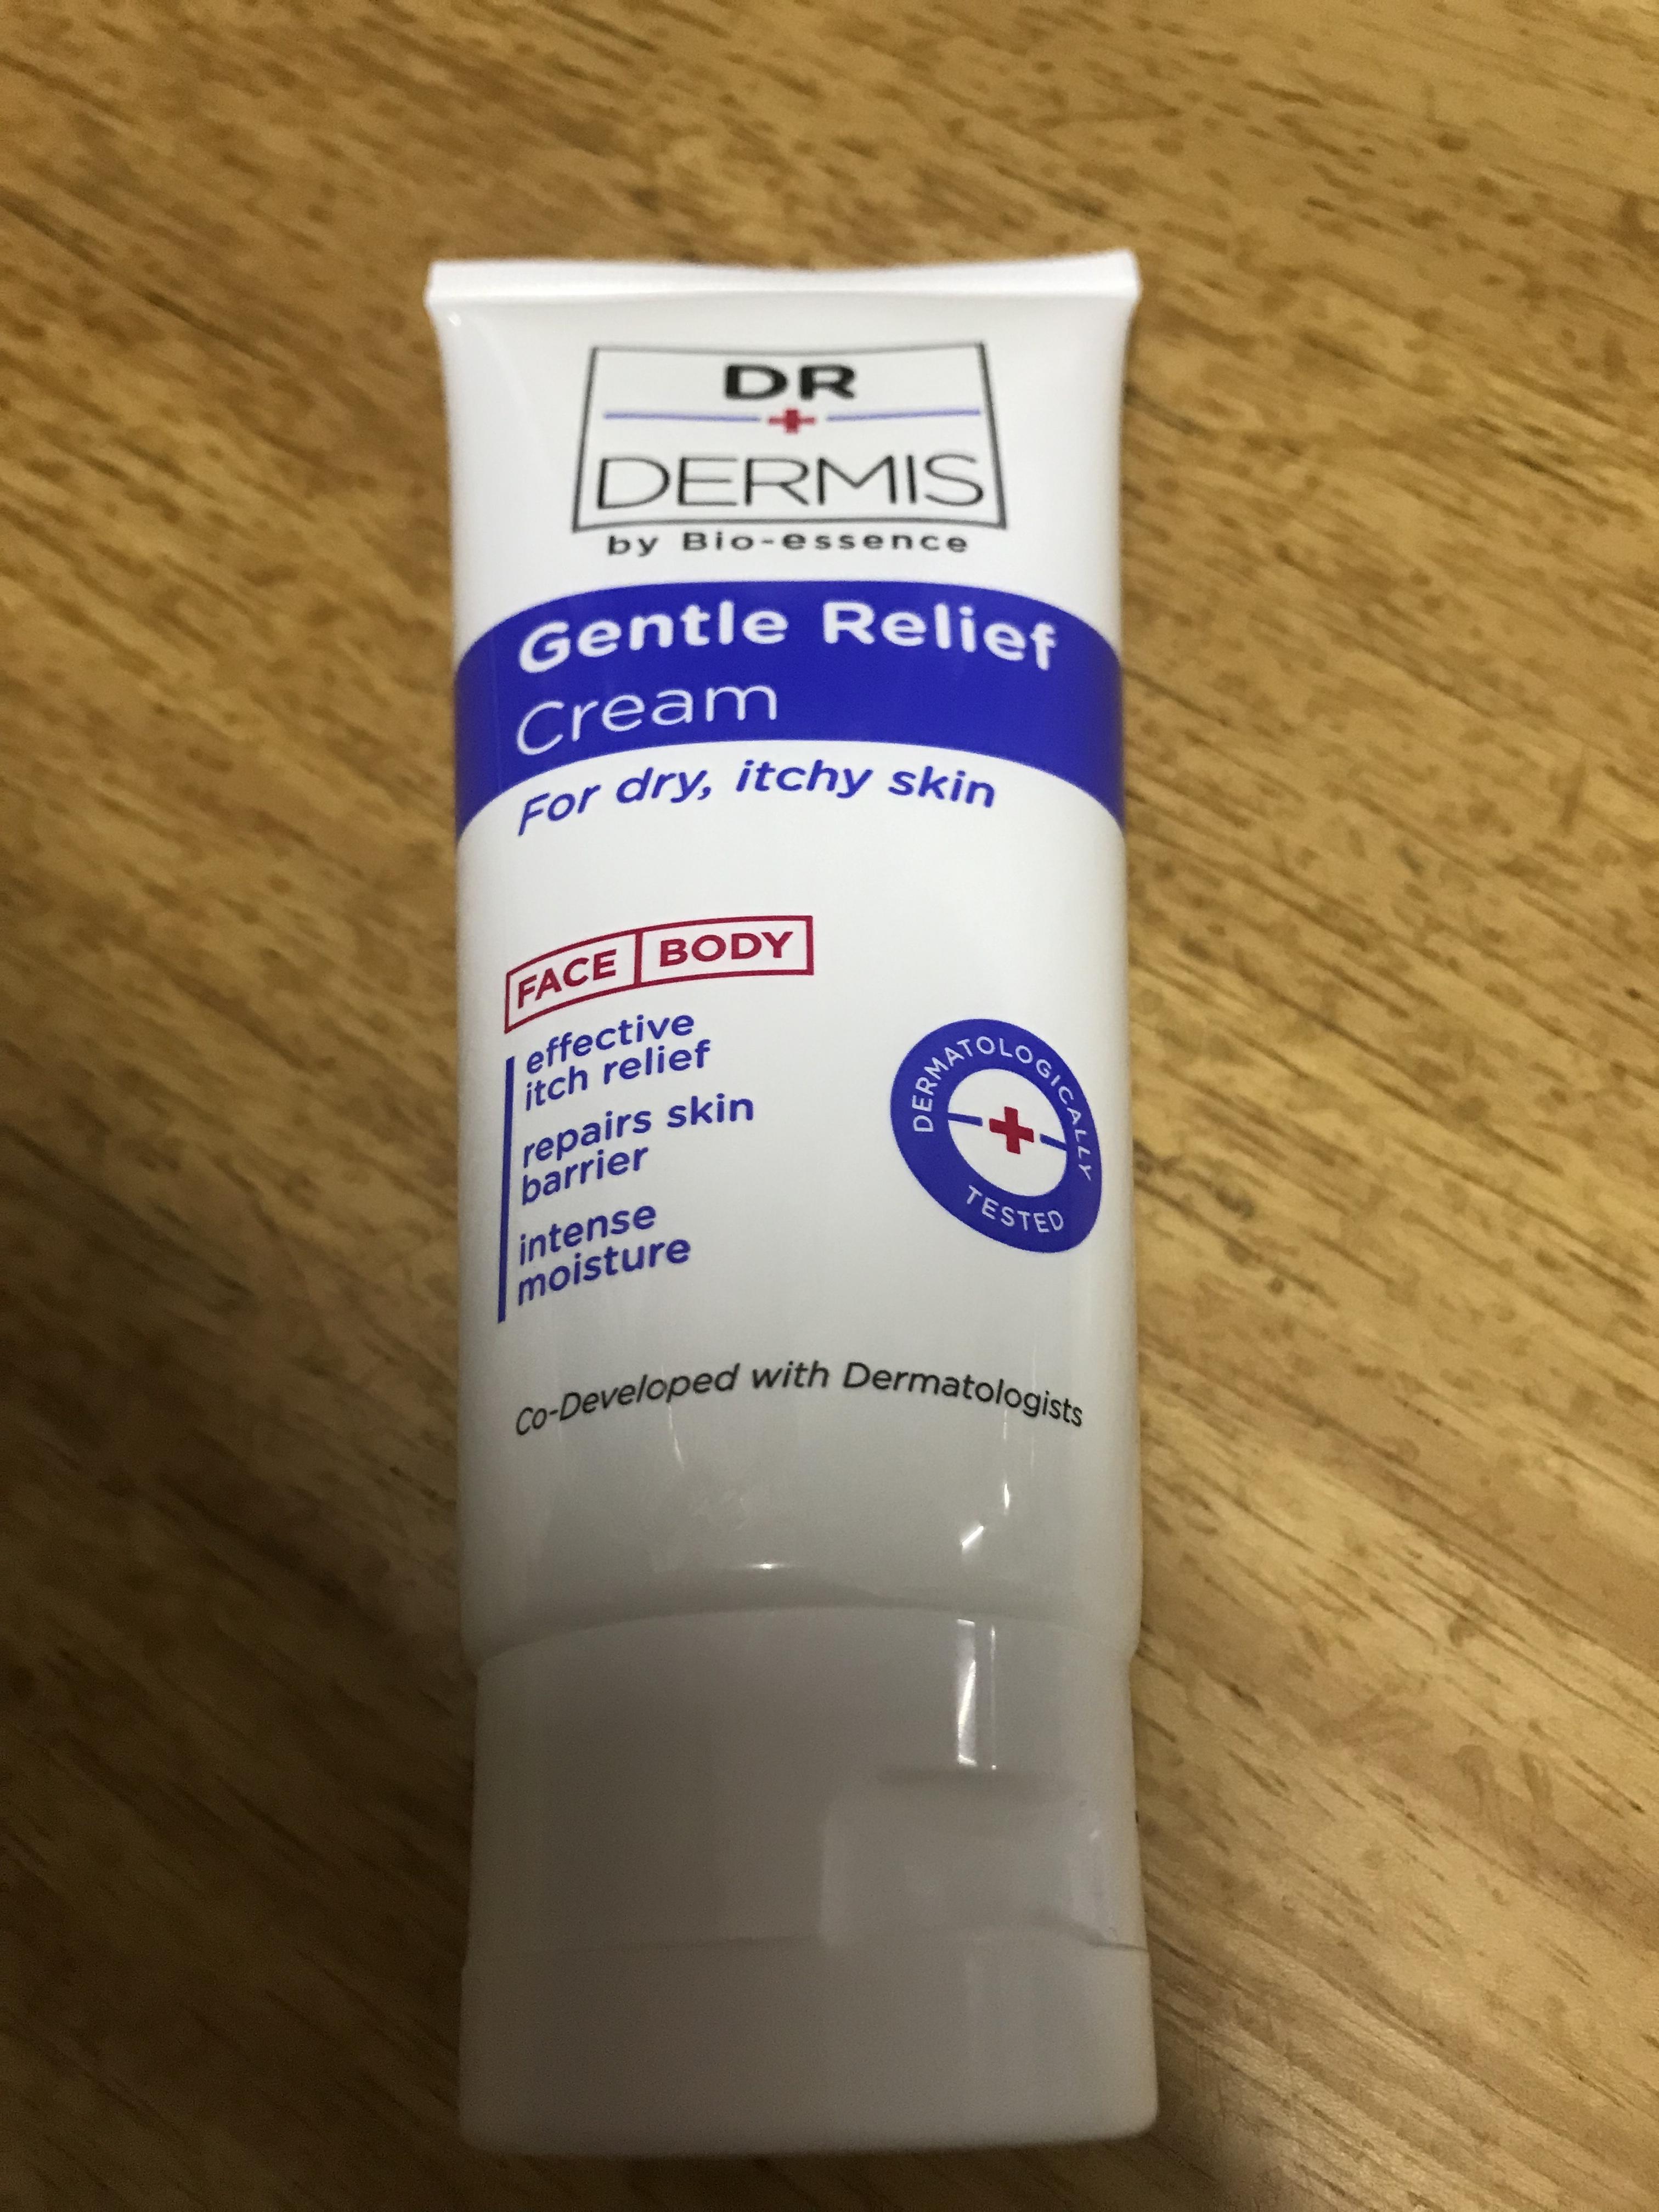 DR
DERMIS
by Bio-essence
Gentle Relief
Cream
For dry, itchy skin
FACE BODY
effective
itch relief
repairs skin
barrier
intense
moisture
DERMATOLOGICALLY
TESTED
Co-Developed with Dermatologists